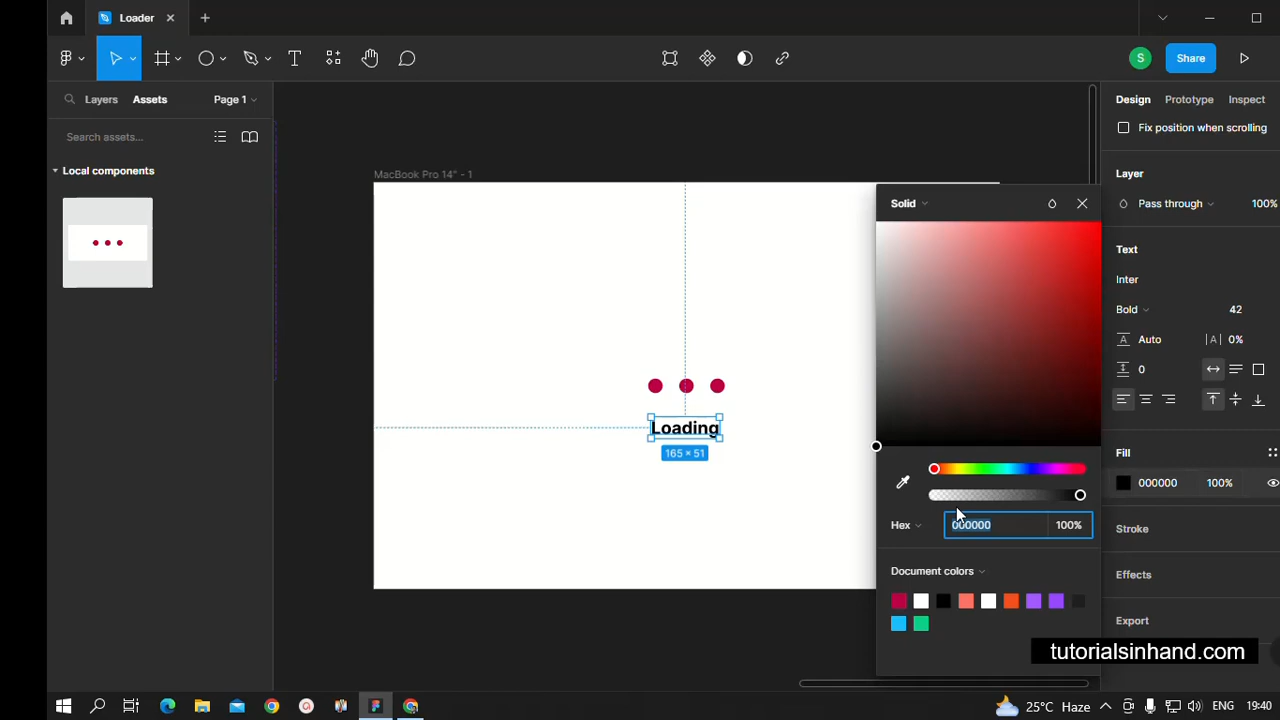 Loader
Share
Layers Assets Page 1
Design Prototype Inspect
Search assets...
Fix position when scrolling
Local components
MacBook Pro 14" - 1
Layer
Solid
Pass through 100%
Text
Inter
Bold 42
Auto |A| 0%
0
Loading
165 × 51
Fill
000000 100%
Hex 000000 100%
Stroke
Document colors
Effects
Export
tutorialsinhand.com
S
25°C Haze ENG 19:40